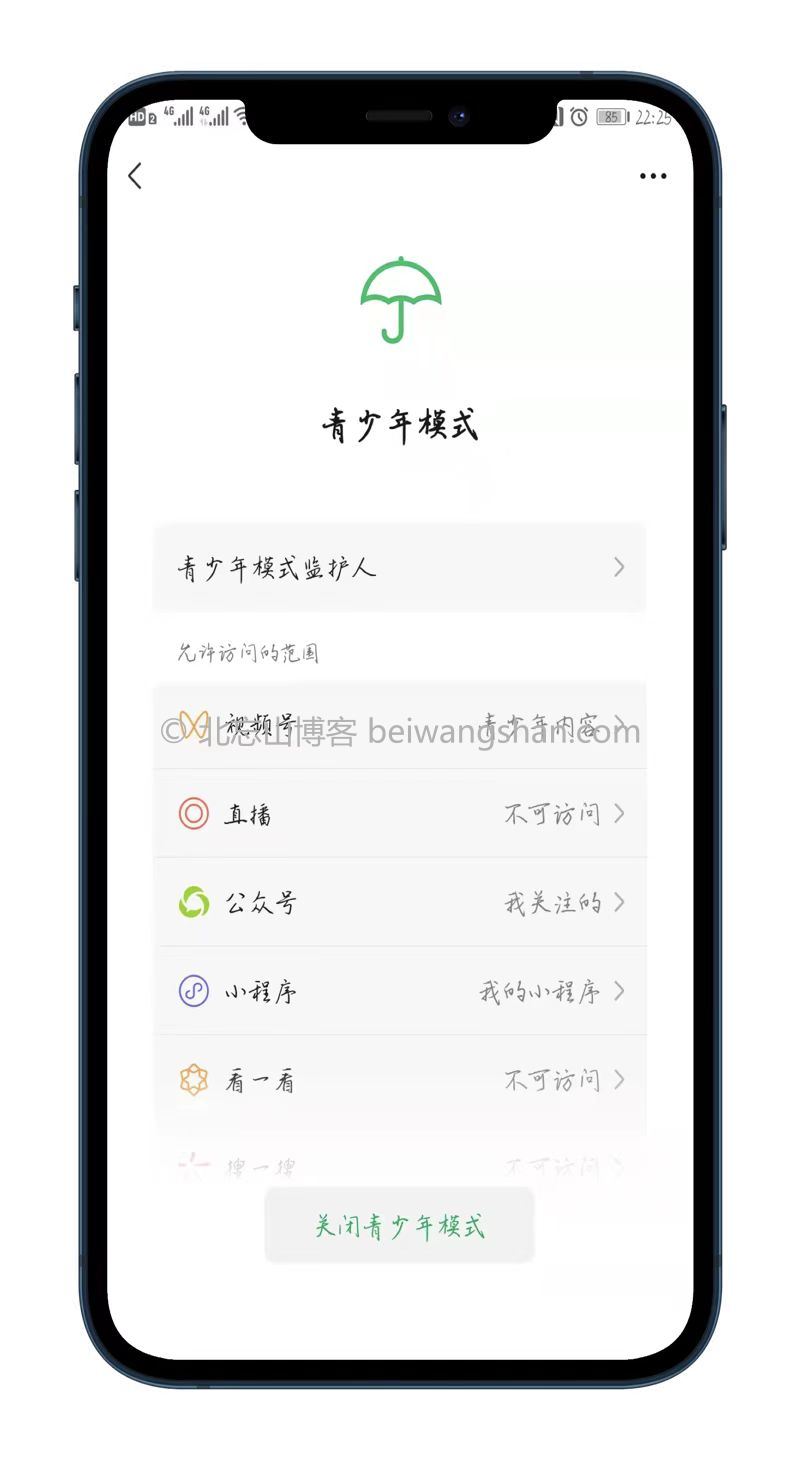 HD 2 4G 4G 85 22:25
青少年模式
青少年模式监护人
允许访问的范围
视频号 青少年内容
© 北忘山博客 beiwangshan.com
直播 不可访问
公众号 我关注的
小程序 我的小程序
看一看 不可访问
搜一搜 不可访问
关闭青少年模式